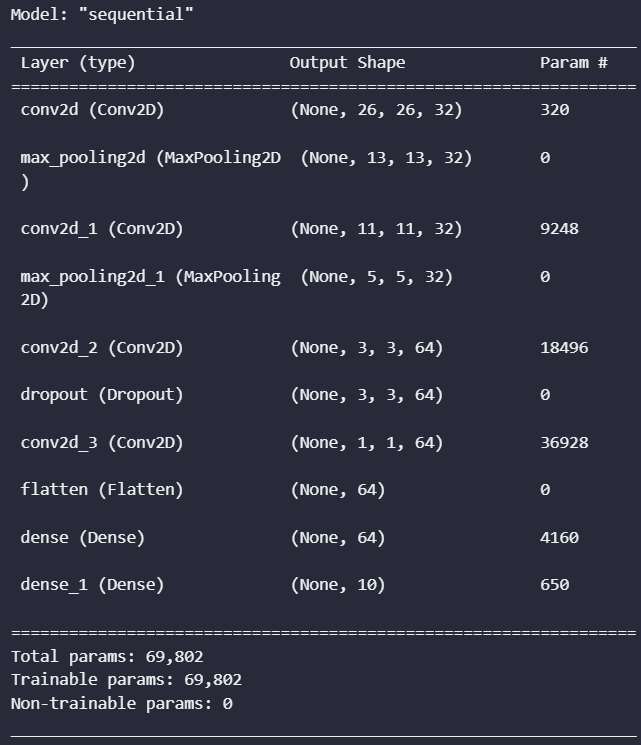 Model: "sequential"
Layer (type) Output Shape Param #
conv2d (Conv2D) (None, 26, 26, 32) 320
max_pooling2d (MaxPooling2D (None, 13, 13, 32) 0
)
conv2d_1 (Conv2D) (None, 11, 11, 32) 9248
max_pooling2d_1 (MaxPooling (None, 5, 5, 32) 0
2D)
conv2d_2 (Conv2D) (None, 3, 3, 64) 18496
dropout (Dropout) (None, 3, 3, 64) 0
conv2d_3 (Conv2D) (None, 1, 1, 64) 36928
flatten (Flatten) (None, 64) 0
dense (Dense) (None, 64) 4160
dense_1 (Dense) (None, 10) 650
Total params: 69,802
Trainable params: 69,802
Non-trainable params: 0